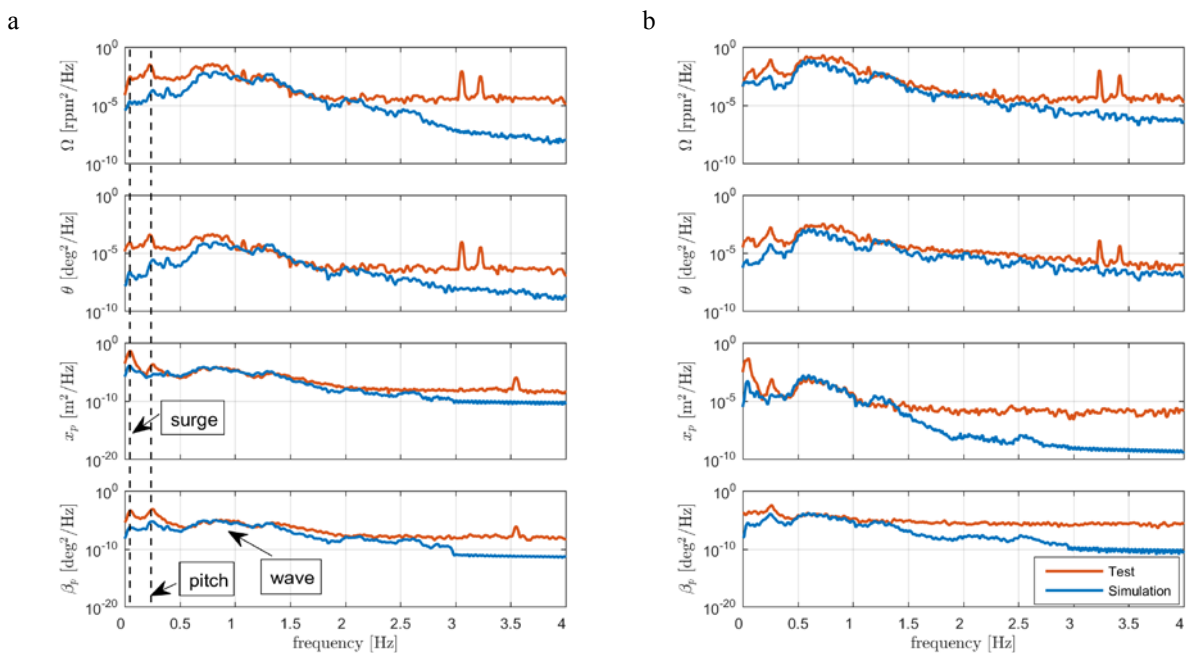 a
b
10^0
10^-5
10^-10
Ω [rpm²/Hz]
10^0
10^-5
10^-10
Ω [rpm²/Hz]
10^0
10^-5
10^-10
θ [deg²/Hz]
10^0
10^-5
10^-10
θ [deg²/Hz]
10^0
10^-10
10^-20
x_p [m²/Hz]
surge
10^0
10^-5
10^-10
x_p [m²/Hz]
10^0
10^-10
10^-20
β_p [deg²/Hz]
pitch
wave
0 0.5 1 1.5 2 2.5 3 3.5 4
frequency [Hz]
10^0
10^-10
10^-20
β_p [deg²/Hz]
Test
Simulation
0 0.5 1 1.5 2 2.5 3 3.5 4
frequency [Hz]